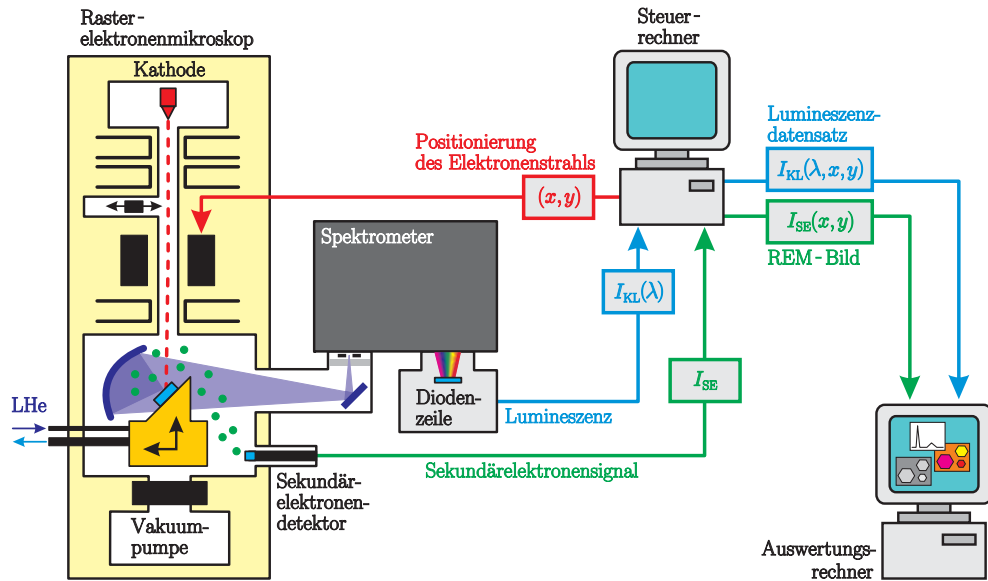 Raster-
elektronenmikroskop
Kathode
Steuer-
rechner
Positionierung
des Elektronenstrahls
(x,y)
Lumineszenz-
datensatz
I_KL(λ,x,y)
I_SE(x,y)
REM-Bild
Spektrometer
I_KL(λ)
I_SE
Dioden-
zeile
Lumineszenz
LHe
Sekundärelektronensignal
Sekundär-
elektronen-
detektor
Vakuum-
pumpe
Auswertungs-
rechner